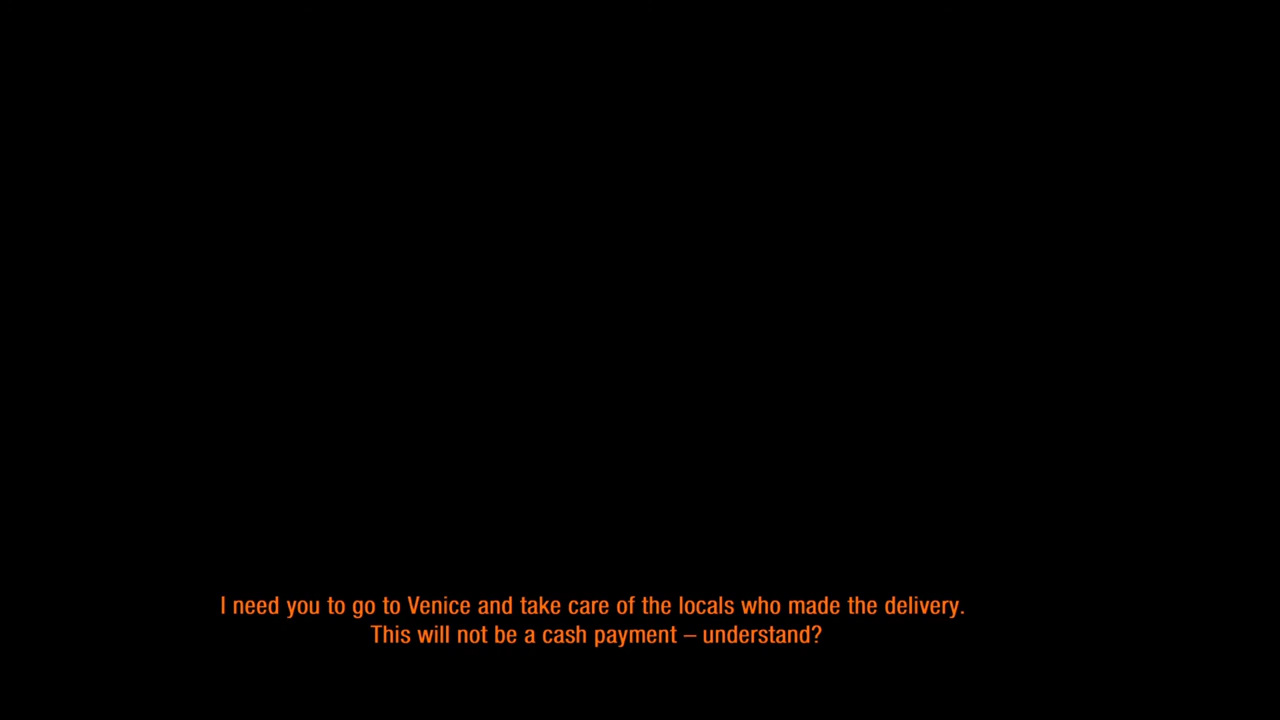 I need you to go to Venice and take care of the locals who made the delivery.
This will not be a cash payment – understand?